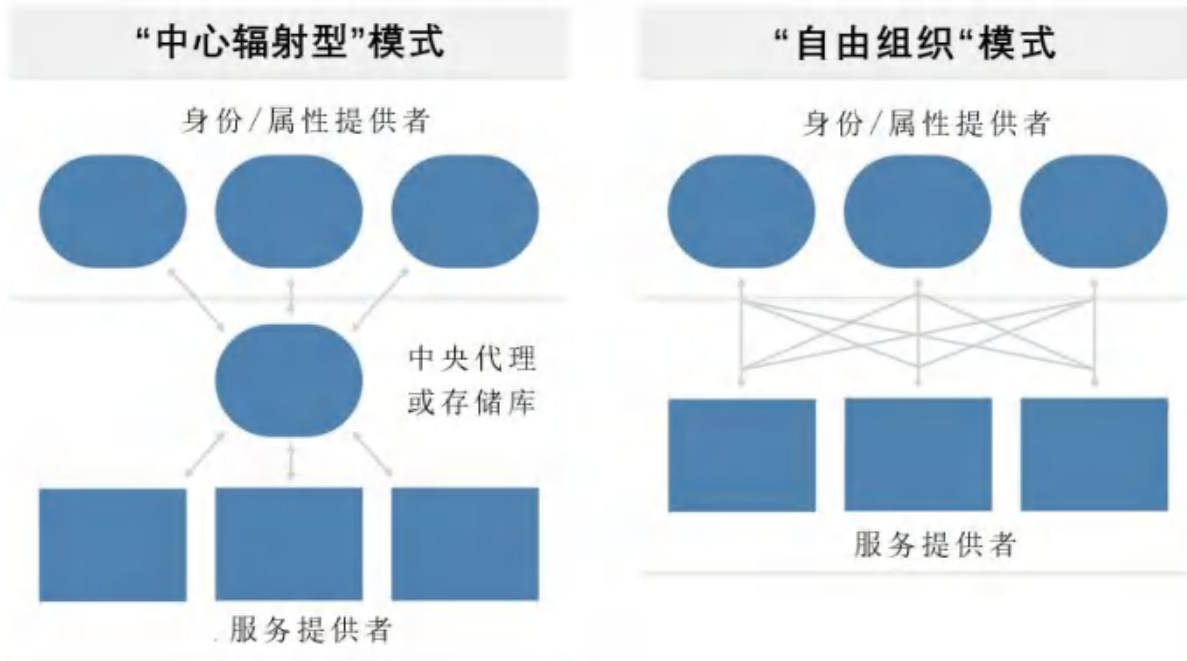 “中心辐射型”模式
身份/属性提供者
中央代理
或存储库
服务提供者
“自由组织“模式
身份/属性提供者
服务提供者